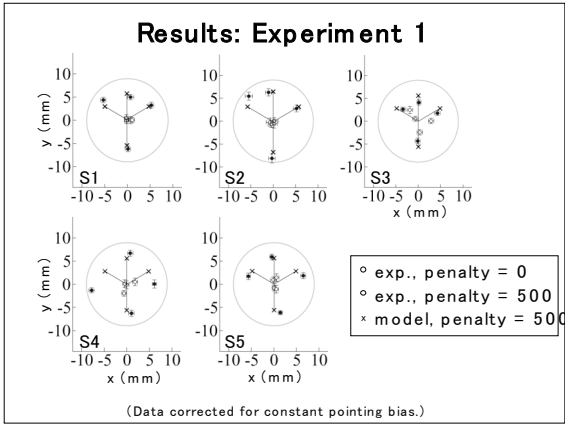 Results: Experiment 1
10
5
0
-5
-10
y (mm)
S1
-10 -5 0 5 10
10
5
0
-5
-10
S2
-10 -5 0 5 10
10
5
0
-5
-10
S3
-10 -5 0 5 10
x (mm)
10
5
0
-5
-10
y (mm)
S4
-10 -5 0 5 10
x (mm)
10
5
0
-5
-10
S5
-10 -5 0 5 10
x (mm)
exp., penalty = 0
exp., penalty = 500
x model, penalty = 500
(Data corrected for constant pointing bias.)